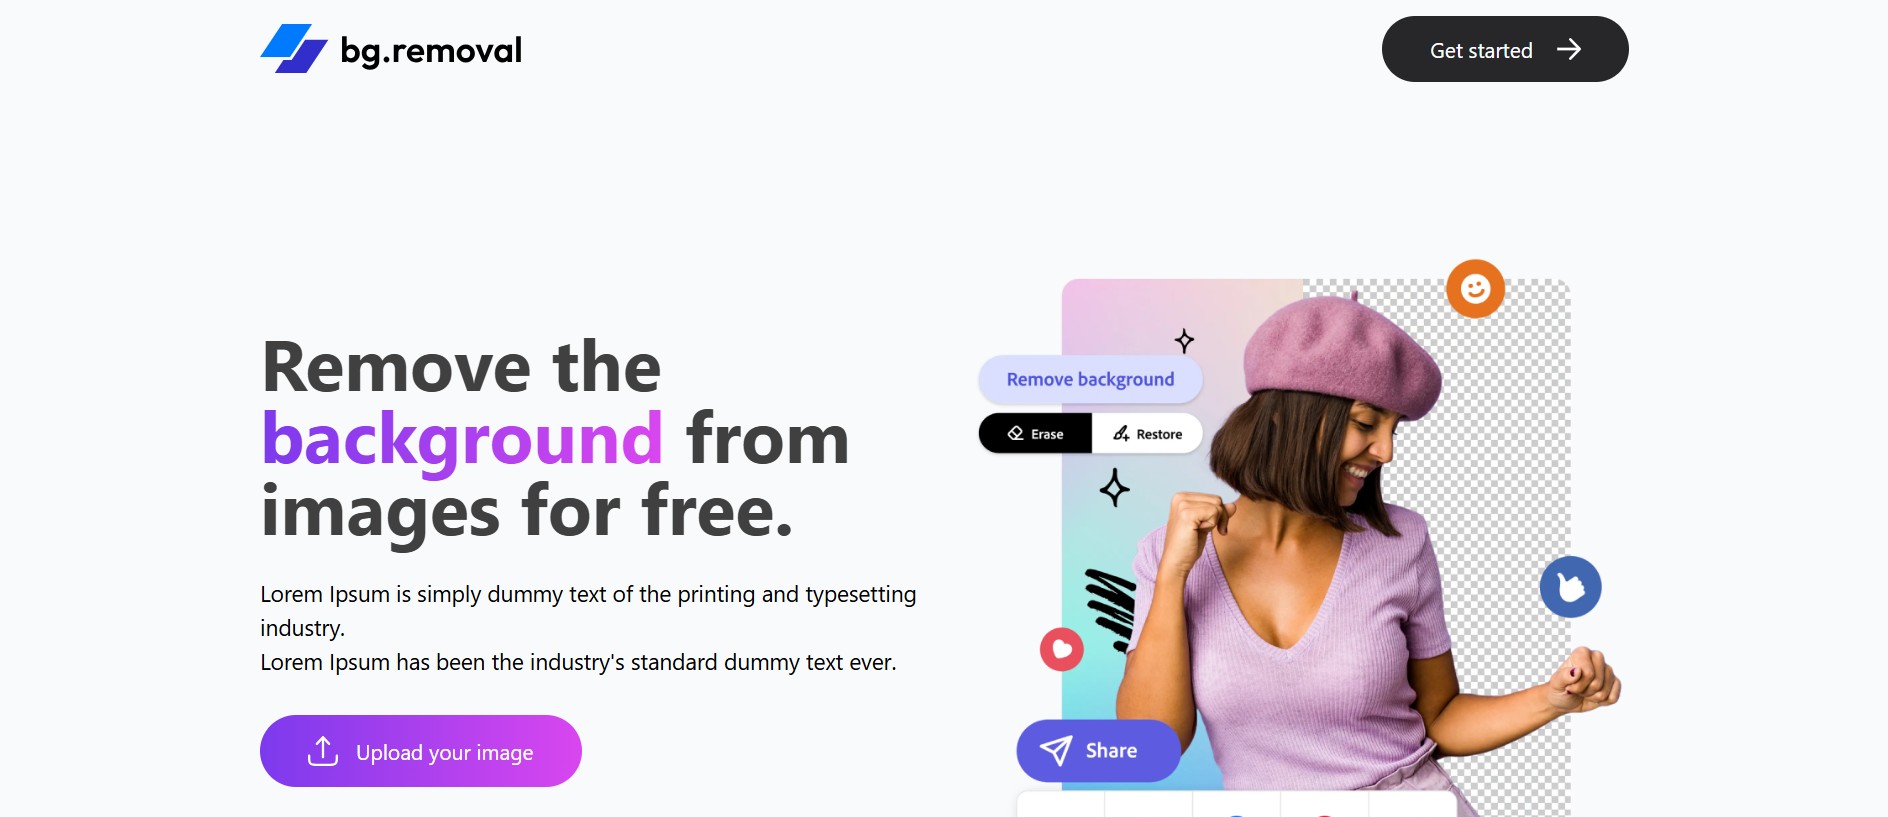 bg.removal
Get started
Remove the
background from
images for free.
Lorem Ipsum is simply dummy text of the printing and typesetting
industry.
Lorem Ipsum has been the industry's standard dummy text ever.
Upload your image
Remove background
Erase
Restore
Share